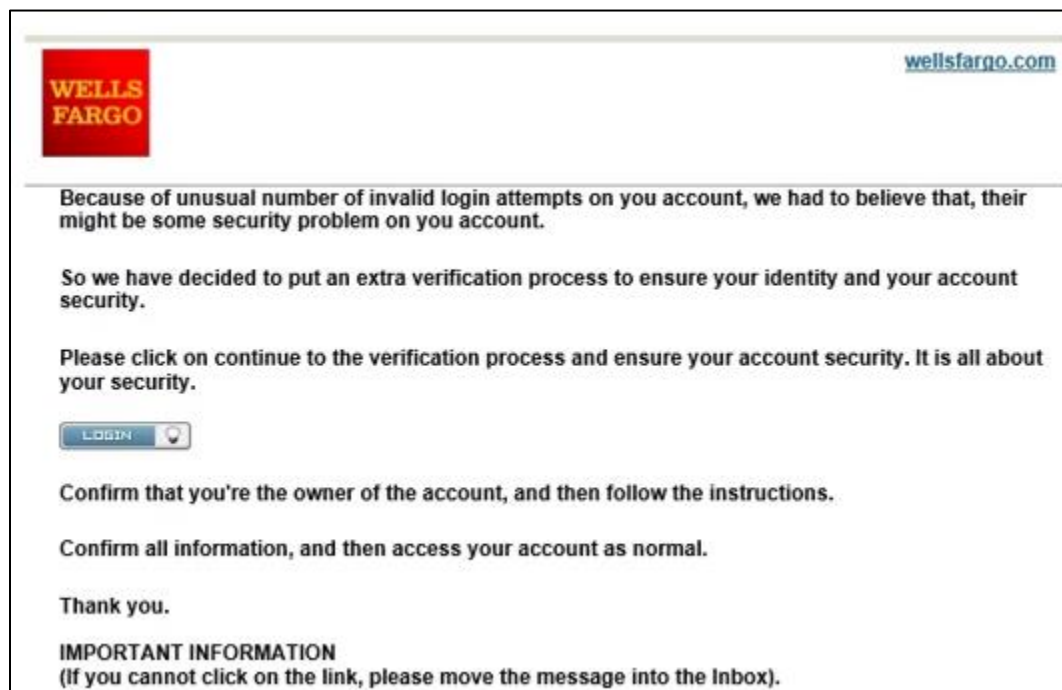 wellsfargo.com
WELLS
FARGO
Because of unusual number of invalid login attempts on you account, we had to believe that, their
might be some security problem on you account.
So we have decided to put an extra verification process to ensure your identity and your account
security.
Please click on continue to the verification process and ensure your account security. It is all about
your security.
LOGIN
Confirm that you're the owner of the account, and then follow the instructions.
Confirm all information, and then access your account as normal.
Thank you.
IMPORTANT INFORMATION
(If you cannot click on the link, please move the message into the Inbox).